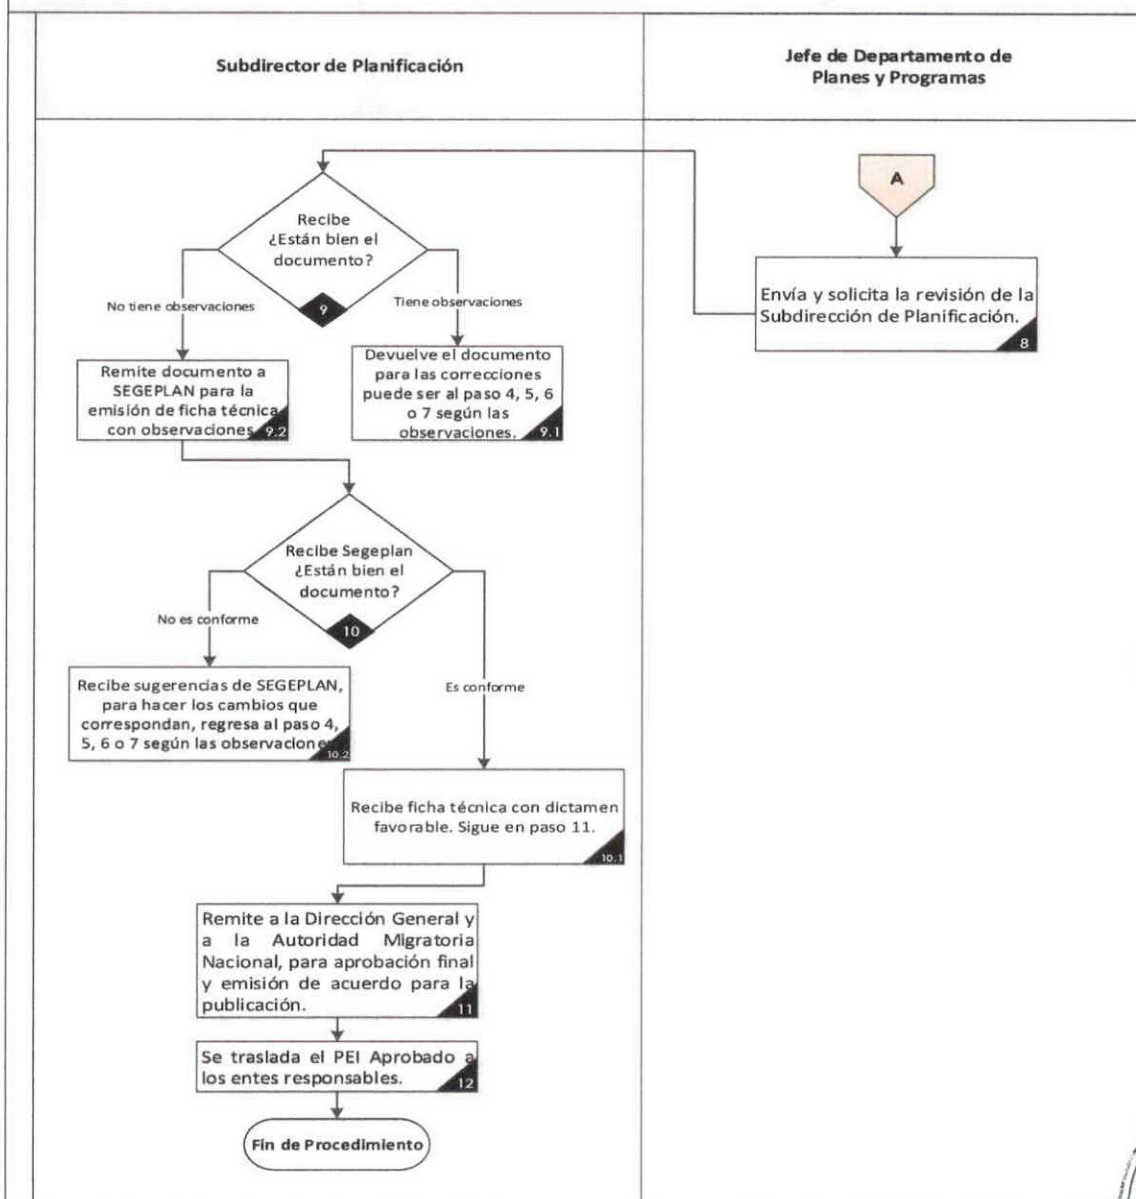 Subdirector de Planificación
Jefe de Departamento de
Planes y Programas
A
Envía y solicita la revisión de la
Subdirección de Planificación.
8
Recibe
¿Están bien el
documento?
9
No tiene observaciones
Tiene observaciones
Remite documento a
SEGEPLAN para la
emisión de ficha técnica
con observaciones
9.2
Devuelve el documento
para las correcciones
puede ser al paso 4, 5, 6
o 7 según las
observaciones.
9.1
Recibe Segeplan
¿Están bien el
documento?
10
No es conforme
Es conforme
Recibe sugerencias de SEGEPLAN,
para hacer los cambios que
correspondan, regresa al paso 4,
5, 6 o 7 según las observacione
10.2
Recibe ficha técnica con dictamen
favorable. Sigue en paso 11.
10.1
Remite a la Dirección General y
a la Autoridad Migratoria
Nacional, para aprobación final
y emisión de acuerdo para la
publicación.
11
Se traslada el PEI Aprobado a
los entes responsables.
12
Fin de Procedimiento